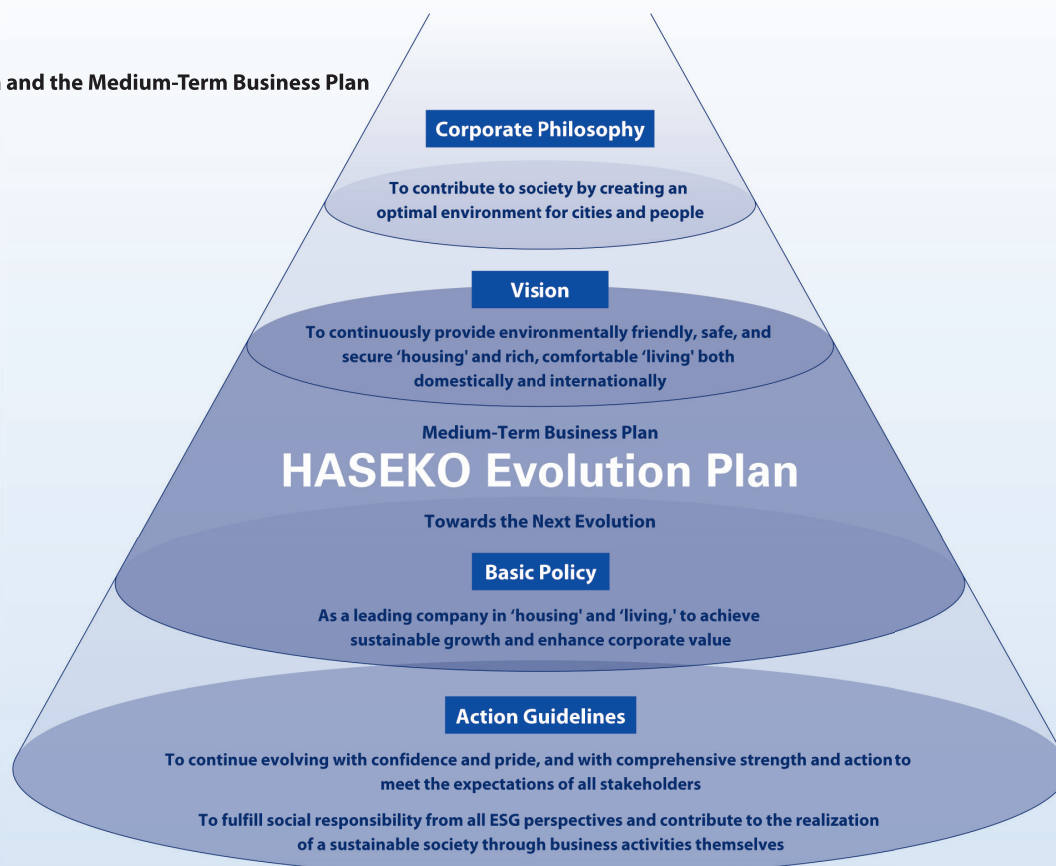 and the Medium-Term Business Plan
Corporate Philosophy
To contribute to society by creating an
optimal environment for cities and people
Vision
To continuously provide environmentally friendly, safe, and
secure ‘housing' and rich, comfortable ‘living' both
domestically and internationally
Medium-Term Business Plan
HASEKO Evolution Plan
Towards the Next Evolution
Basic Policy
As a leading company in ‘housing' and ‘living,' to achieve
sustainable growth and enhance corporate value
Action Guidelines
To continue evolving with confidence and pride, and with comprehensive strength and action to
meet the expectations of all stakeholders
To fulfill social responsibility from all ESG perspectives and contribute to the realization
of a sustainable society through business activities themselves